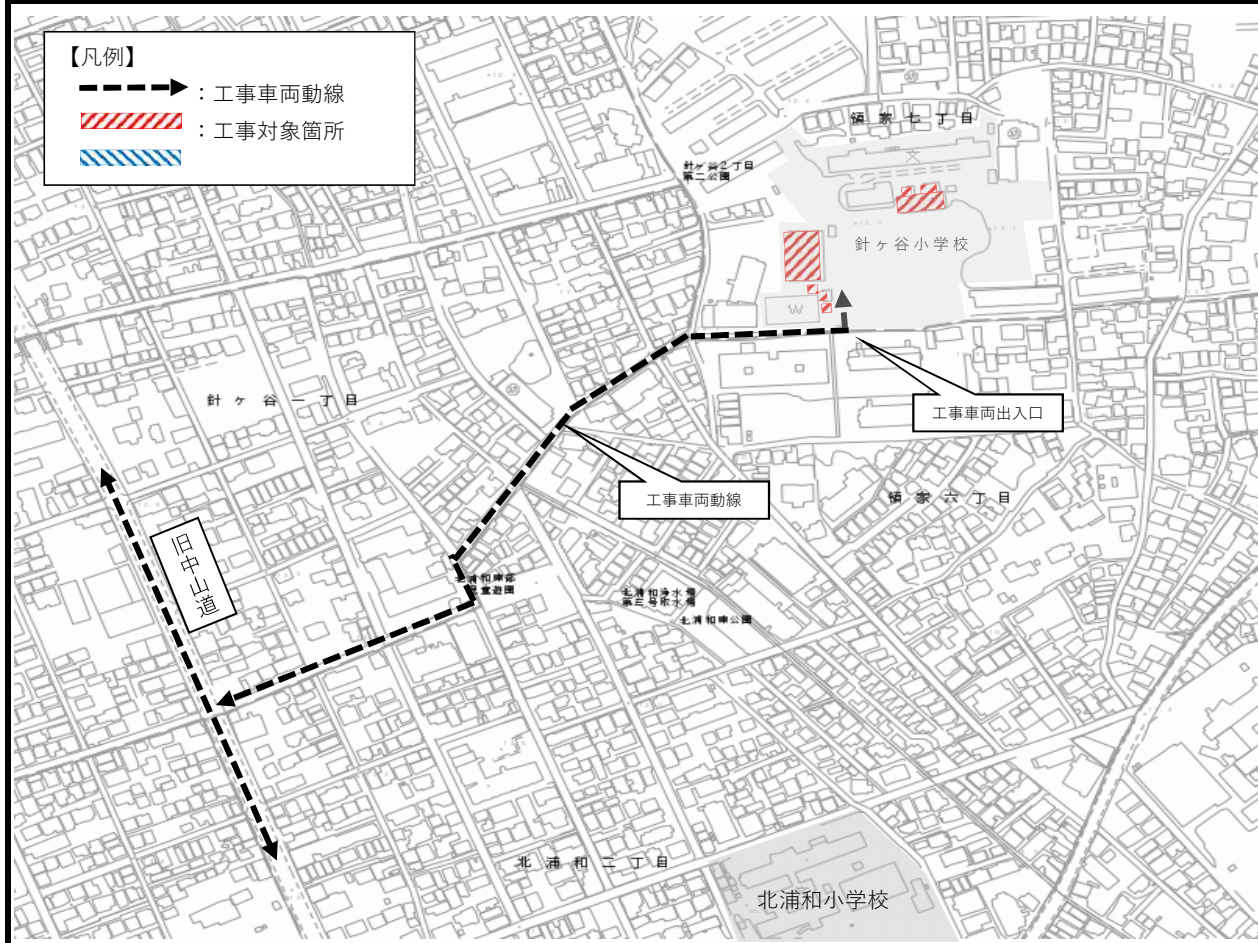 【凡例】
：工事車両動線
：工事対象箇所
領家七丁目
針ヶ谷2丁目
第二公園
文
針ヶ谷小学校
W
工事車両出入口
針ヶ谷一丁目
工事車両動線
領家六丁目
旧中山道
北浦和東部
児童遊園
北浦和浄水場
第三号取水場
北浦和東公園
北浦和二丁目
北浦和小学校